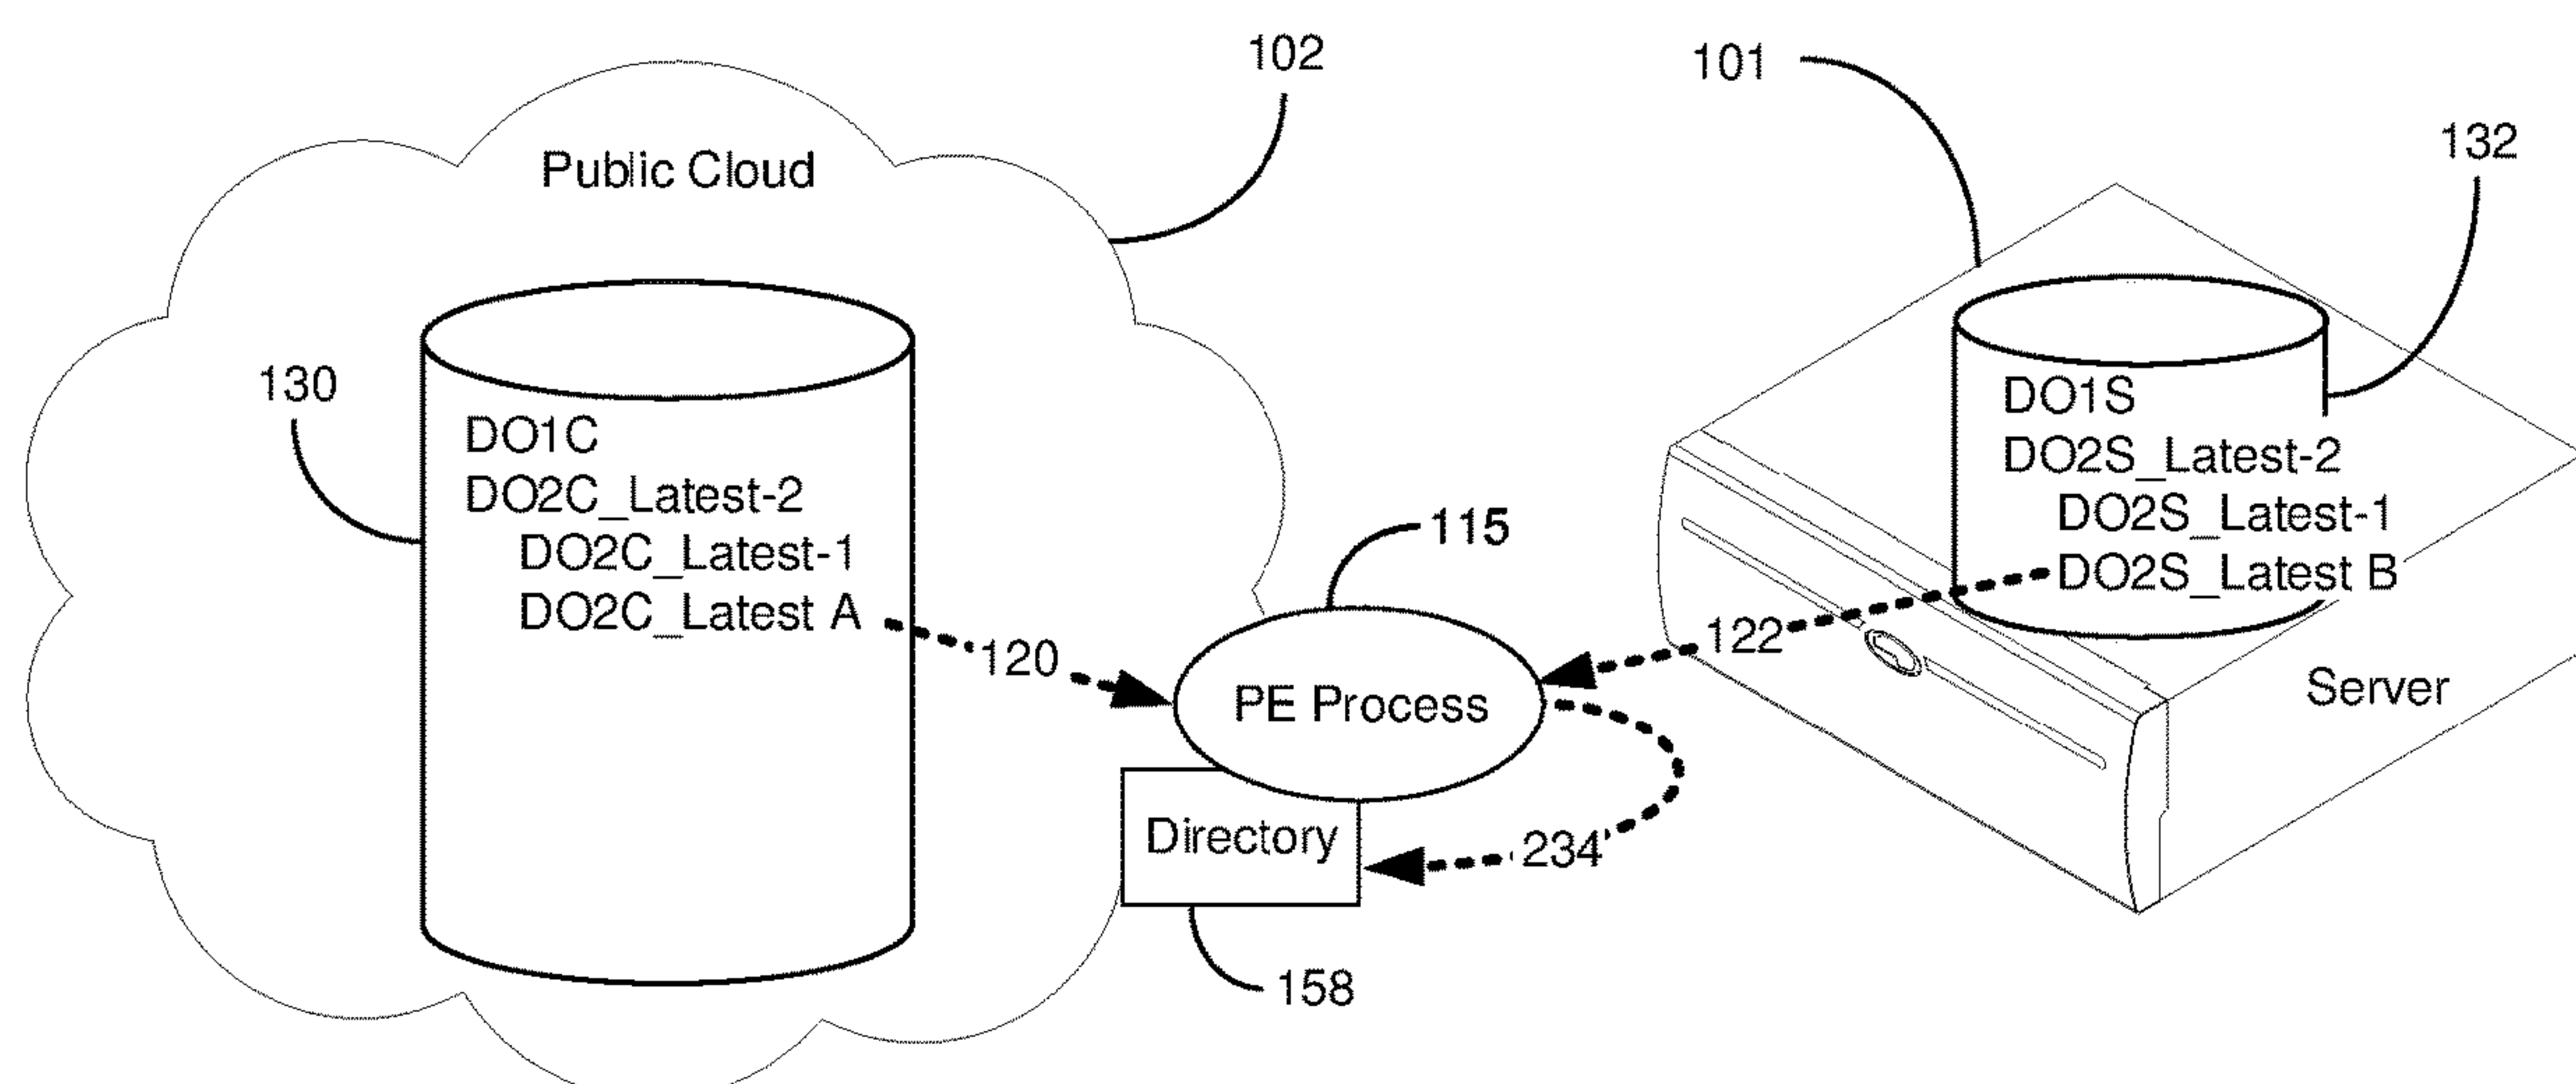 102
101
132
Public Cloud
130
DO1C
DO2C_Latest-2
DO2C_Latest-1
DO2C_Latest A
DO1S
DO2S_Latest-2
DO2S_Latest-1
DO2S_Latest B
115
120
122
PE Process
Server
Directory
234
158